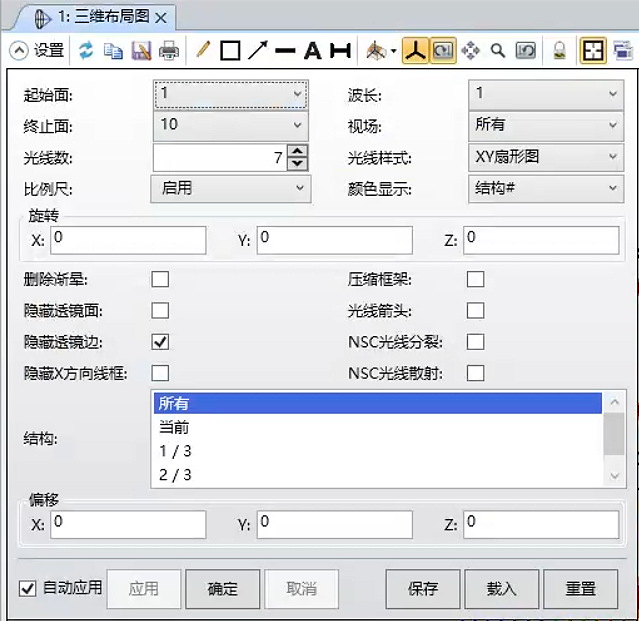 1: 三维布局图
设置
起始面: 1 波长: 1
终止面: 10 视场: 所有
光线数: 7 光线样式: XY扇形图
比例尺: 启用 颜色显示: 结构#
旋转
X: 0 Y: 0 Z: 0
删除渐晕: 压缩框架:
隐藏透镜面: 光线箭头:
隐藏透镜边: NSC光线分裂:
隐藏X方向线框: NSC光线散射:
结构:
所有
当前
1 / 3
2 / 3
偏移
X: 0 Y: 0 Z: 0
自动应用 应用 确定 取消 保存 载入 重置